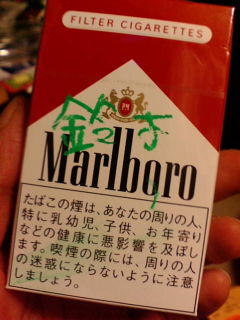 FILTER CIGARETTES
PM
Marlboro
たばこの煙は、あなたの周りの人、
特に乳幼児、子供、お年寄り
などの健康に悪影響を及ぼし
ます。喫煙の際には、周りの人
の迷惑にならないように注意
しましょう。